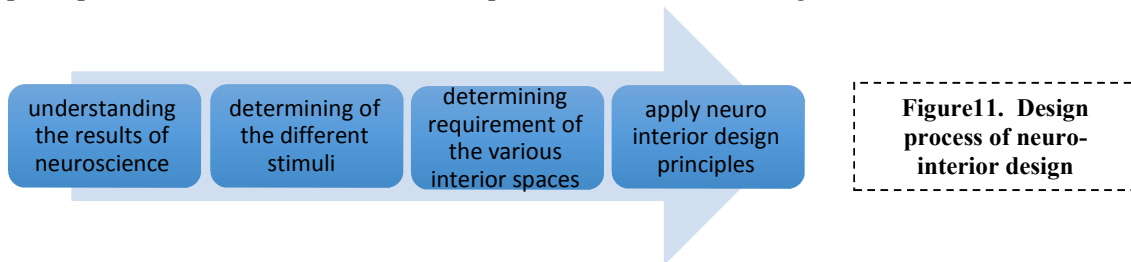 understanding
the results of
neuroscience
determining of
the different
stimuli
determining
requirement of
the various
interior spaces
apply neuro
interior design
principles
Figure11. Design
process of neuro-
interior design